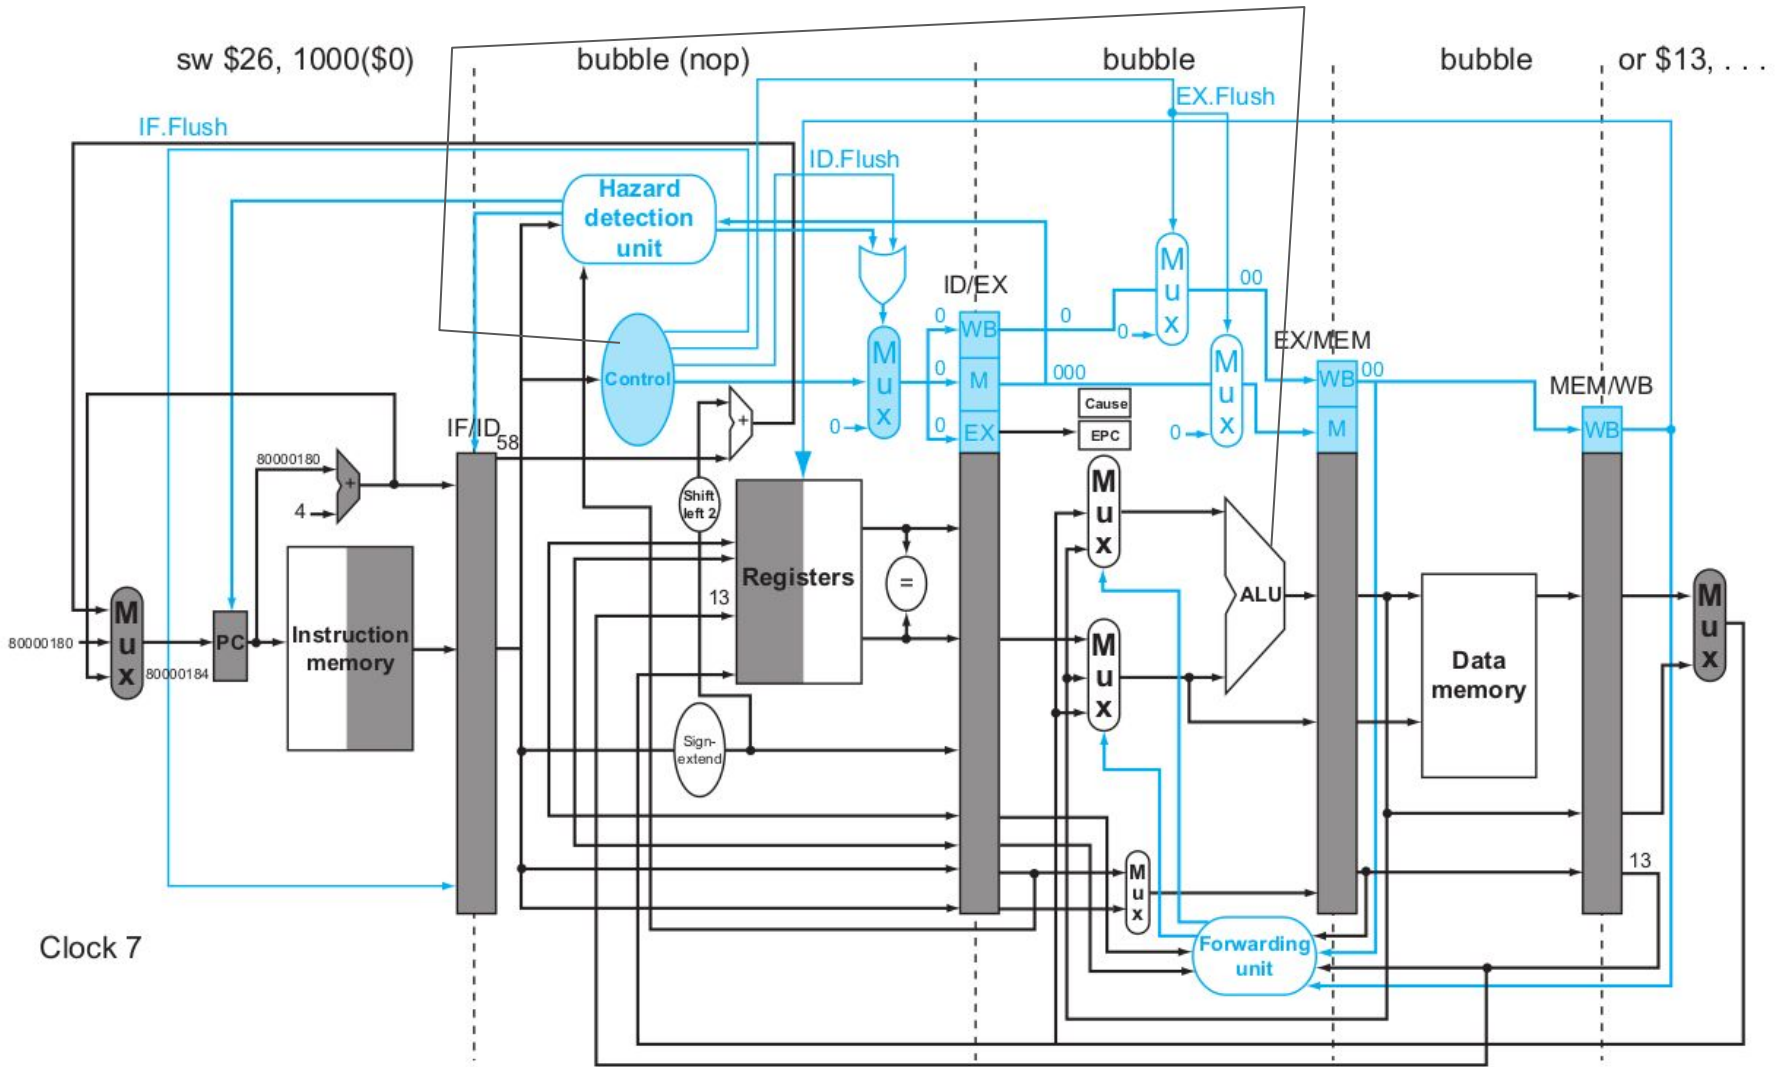 sw $26, 1000($0)
bubble (nop)
bubble
bubble
or $13, . . .
EX.Flush
IF.Flush
ID.Flush
Hazard
detection
unit
M
u
x
00
ID/EX
0
WB
0
0
EX/MEM
M
u
x
0
M
000
M
u
x
WB
00
MEM/WB
Control
Cause
0
EX
EPC
0
M
WB
0
+
IF/ID
58
80000180
+
4
Shift
left 2
M
u
x
Registers
=
13
ALU
M
u
x
80000180
80000184
PC
Instruction
memory
M
u
x
Data
memory
M
u
x
Sign-
extend
M
u
x
13
Clock 7
Forwarding
unit